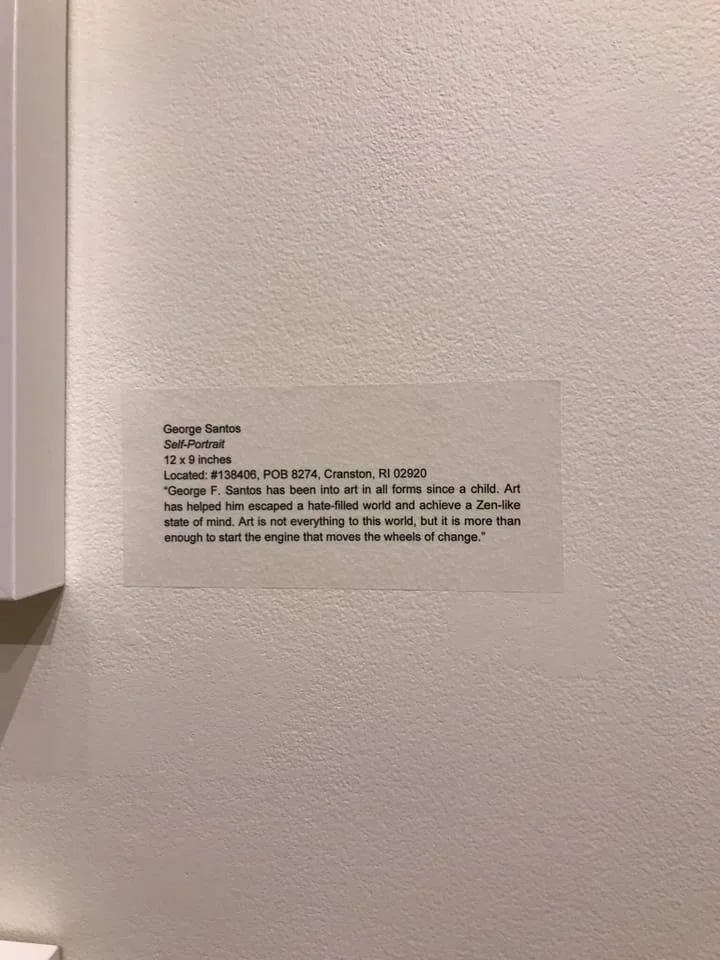 George Santos
Self-Portrait
12 x 9 inches
Located: #138406, POB 8274, Cranston, RI 02920
"George F. Santos has been into art in all forms since a child. Art
has helped him escaped a hate-filled world and achieve a Zen-like
state of mind. Art is not everything to this world, but it is more than
enough to start the engine that moves the wheels of change."